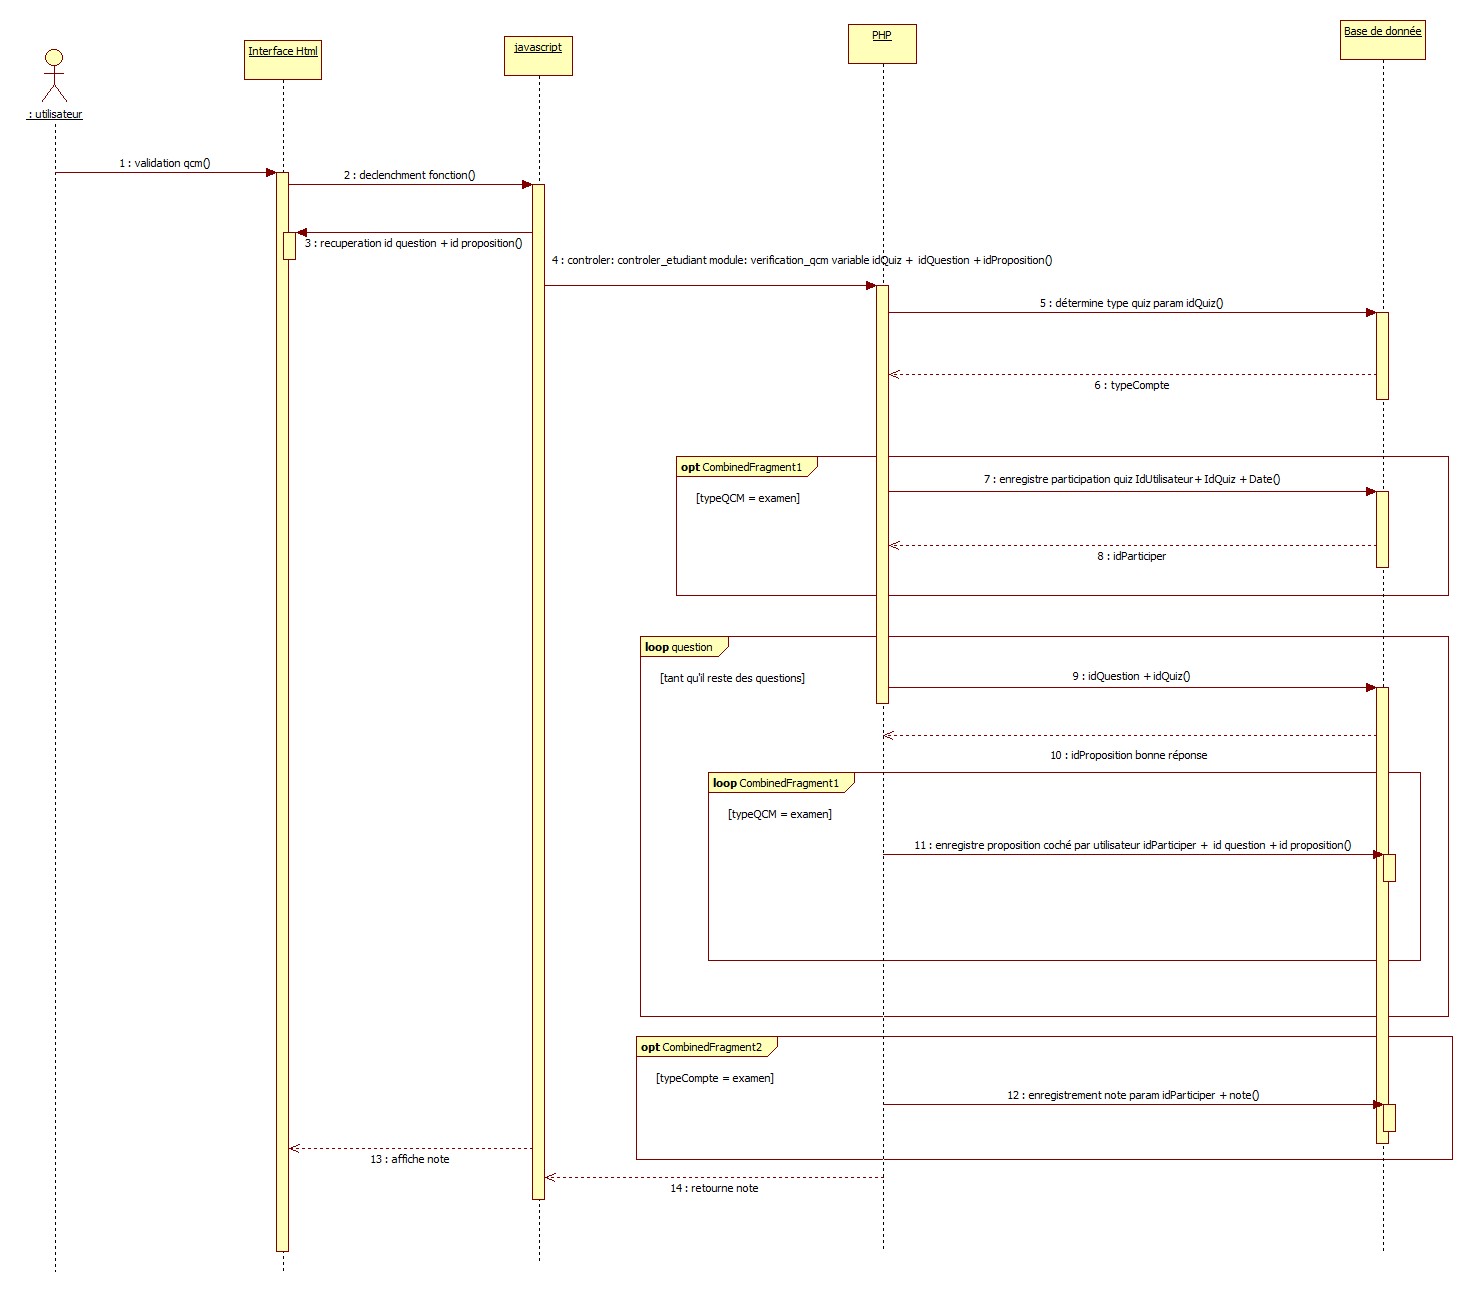 Base de donnée
PHP
javascript
Interface Html
: utilisateur
1 : validation qcm()
2 : declenchment fonction()
3 : recuperation id question + id proposition()
4 : controler: controler_etudiant module: verification_qcm variable idQuiz + idQuestion + idProposition()
5 : détermine type quiz param idQuiz()
6 : typeCompte
opt CombinedFragment1
7 : enregistre participation quiz IdUtilisateur+ IdQuiz + Date()
[typeQCM = examen]
8 : idParticiper
loop question
[tant qu'il reste des questions]
9 : idQuestion + idQuiz()
10 : idProposition bonne réponse
loop CombinedFragment1
[typeQCM = examen]
11 : enregistre proposition coché par utilisateur idParticiper + id question + id proposition()
opt CombinedFragment2
[typeCompte = examen]
12 : enregistrement note param idParticiper + note()
13 : affiche note
14 : retourne note